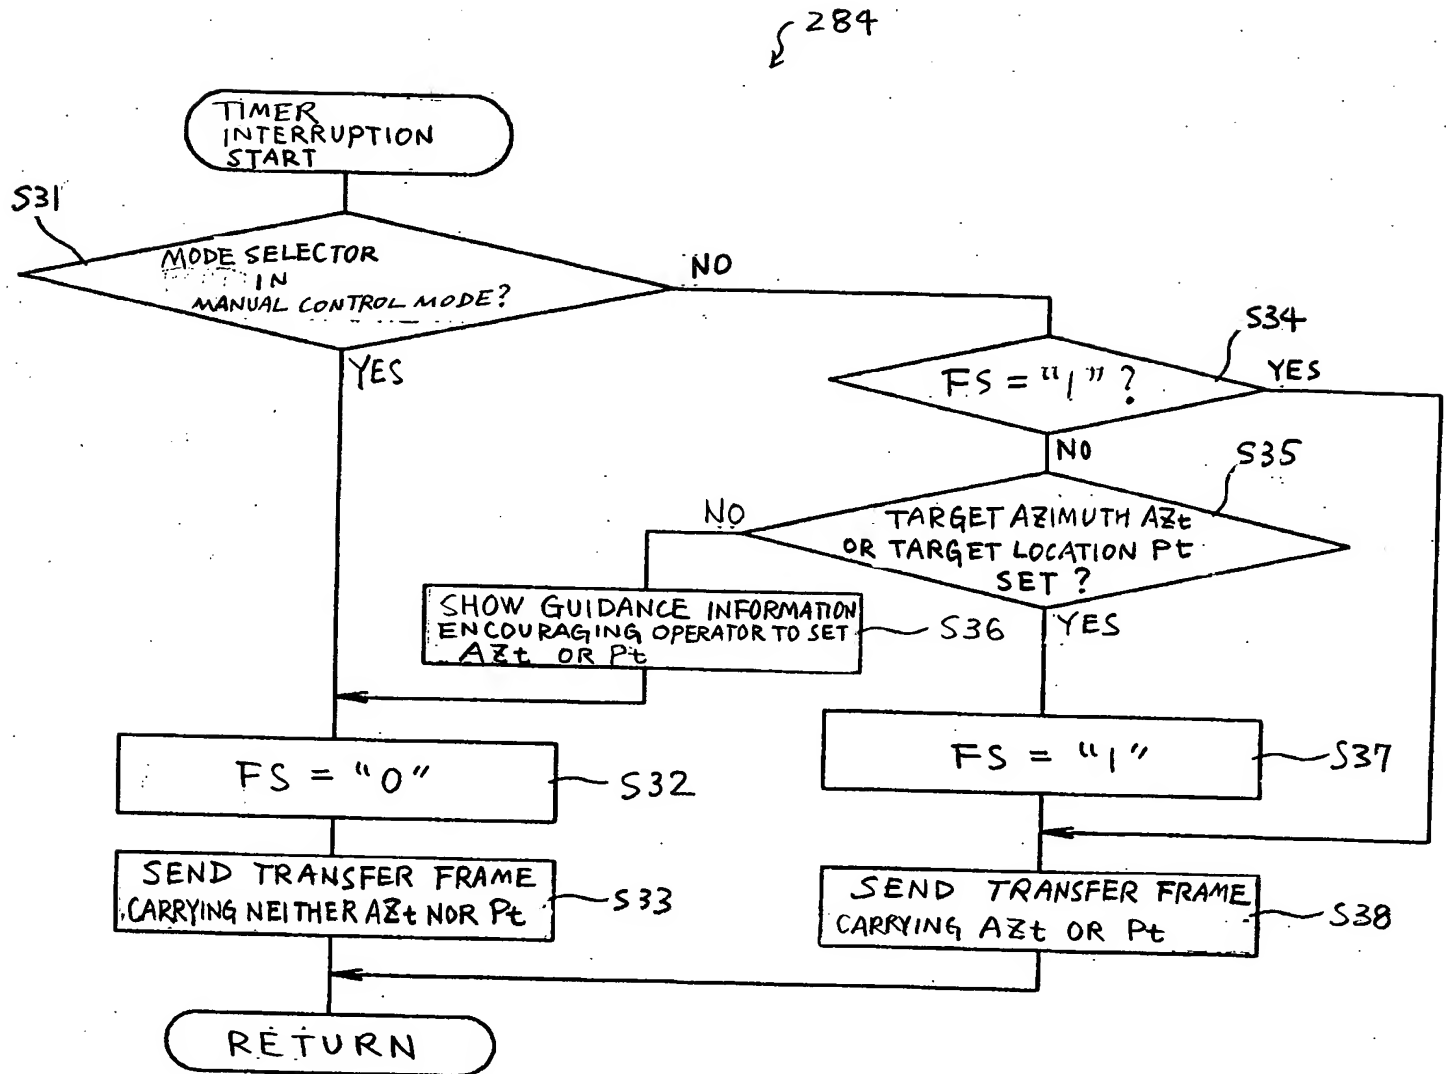 284
TIMER
INTERRUPTION
START
S31
MODE SELECTOR
IN
MANUAL CONTROL MODE?
NO
YES
S34
FS = "1" ?
YES
NO
S35
TARGET AZIMUTH AZt
OR TARGET LOCATION Pt
SET ?
NO
YES
SHOW GUIDANCE INFORMATION
ENCOURAGING OPERATOR TO SET
AZt OR Pt
S36
FS = "0"
S32
FS = "1"
S37
SEND TRANSFER FRAME
CARRYING NEITHER AZt NOR Pt
S33
SEND TRANSFER FRAME
CARRYING AZt OR Pt
S38
RETURN